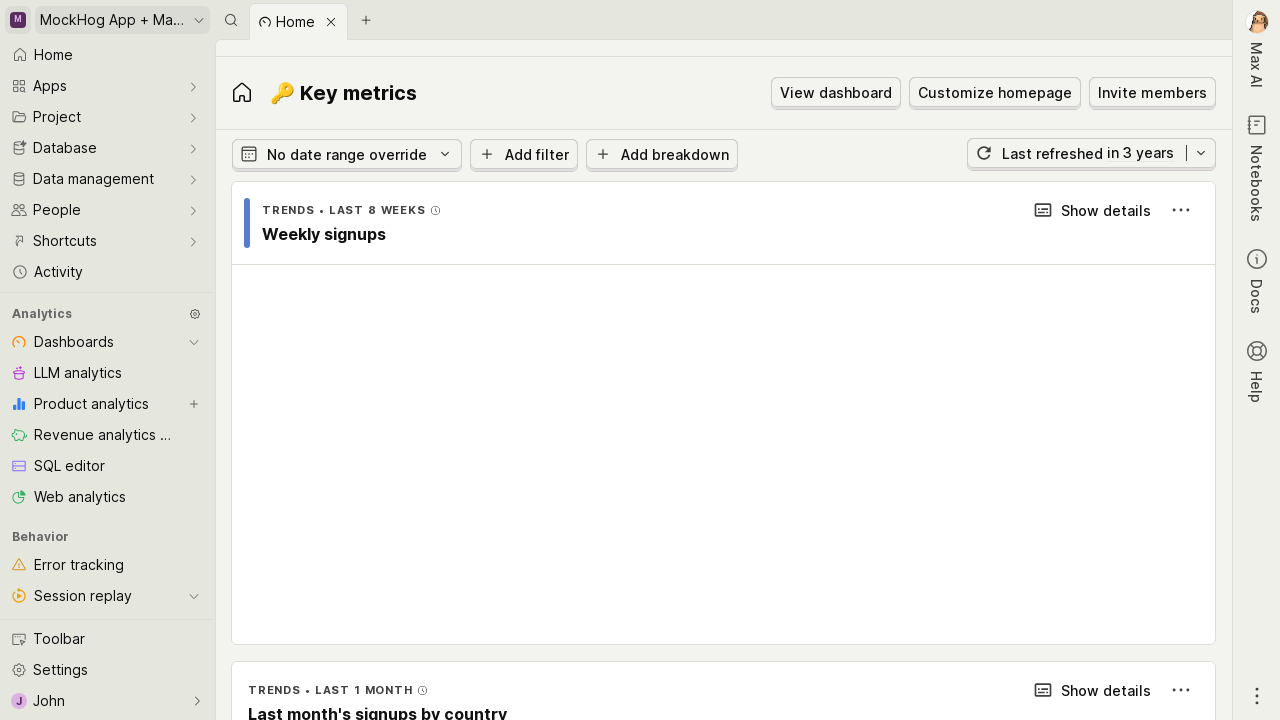 M
MockHog App + Ma...
Home
Apps
Project
Database
Data management
People
Shortcuts
Activity
Analytics
Dashboards
LLM analytics
Product analytics
Revenue analytics ...
SQL editor
Web analytics
Behavior
Error tracking
Session replay
Toolbar
Settings
J John
Home
🔑 Key metrics
View dashboard
Customize homepage
Invite members
No date range override
Add filter
Add breakdown
Last refreshed in 3 years
TRENDS • LAST 8 WEEKS
Show details
Weekly signups
TRENDS • LAST 1 MONTH
Show details
Last month's signups by country
Max AI
Notebooks
Docs
Help